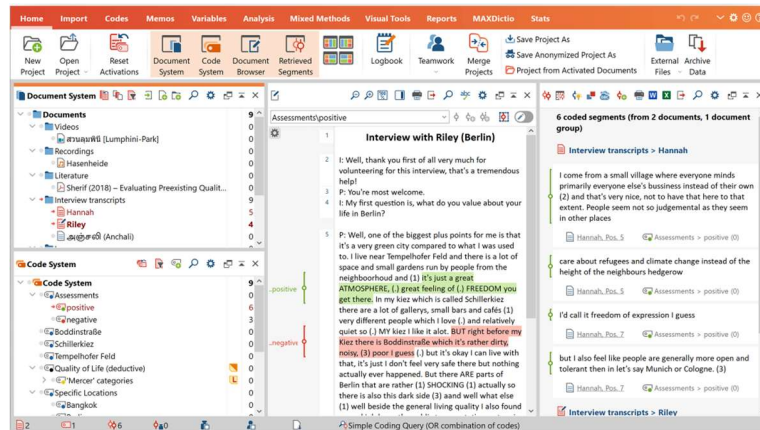 Home Import Codes Memos Variables Analysis Mixed Methods Visual Tools Reports MAXDictio Stats
New Project
Open Project
Reset Activations
Document System
Code System
Document Browser
Retrieved Segments
Logbook
Teamwork
Merge Projects
Save Project As
Save Anonymized Project As
Project from Activated Documents
External Files
Archive Data
Document System
Documents 9
Videos 0
สวนลุมพินี [Lumphini-Park] 0
Recordings 0
Hasenheide 0
Literature 0
Sherif (2018) – Evaluating Preexisting Qualit... 0
Interview transcripts 9
Hannah 5
Riley 4
அஞ்சலி (Anchali) 0
Code System
Code System 9
Assessments 0
positive 6
negative 3
Boddinstraße 0
Schillerkiez 0
Tempelhofer Feld 0
Quality of Life (deductive) 0
'Mercer' categories L 0
Specific Locations 0
Bangkok 0
Assessments\positive
1 Interview with Riley (Berlin)
2 I: Well, thank you first of all very much for
volunteering for this interview, that's a tremendous
help!
3 P: You're most welcome.
4 I: My first question is, what do you value about your
life in Berlin?
5 P: Well, one of the biggest plus points for me is that
it's a very green city compared to what I was used
to. I live near Tempelhofer Feld and there is a lot of
space and small gardens run by people from the
neighboorhood and (1) it's just a great
..positive ATMOSPHERE, (.) great feeling of (.) FREEDOM you
get there. In my kiez which is called Schillerkiez
there are a lot of gallerys, small bars and cafés (1)
very different people which I love (.) and relatively
quiet so (.) MY kiez I like it alot. BUT right before my
..negative Kiez there is Boddinstraße which it's rather dirty,
noisy, (3) poor I guess (.) but it's okay I can live with
that, it's just I don't feel very safe there but nothing
actually ever happened. But there ARE parts of
Berlin that are rather (1) SHOCKING (1) actually so
there is also this dark side (3) aand well what else
(1) well beside the general living quality I also found
6 coded segments (from 2 documents, 1 document
group)
Interview transcripts > Hannah
I come from a small village where everyone minds
primarily everyone else's business instead of their own
(2) and that's very nice, not to have that here to that
extent. People seem not so judgemental as they seem
in other places
Hannah, Pos. 5 Assessments > positive (0)
care about refugees and climate change instead of the
height of the neighbours hedgerow
Hannah, Pos. 5 Assessments > positive (0)
I'd call it freedom of expression I guess
Hannah, Pos. 7 Assessments > positive (0)
but I also feel like people are generally more open and
tolerant then in let's say Munich or Cologne. (3)
Hannah, Pos. 7 Assessments > positive (0)
Interview transcripts > Riley
2 1 6 0 Simple Coding Query (OR combination of codes)